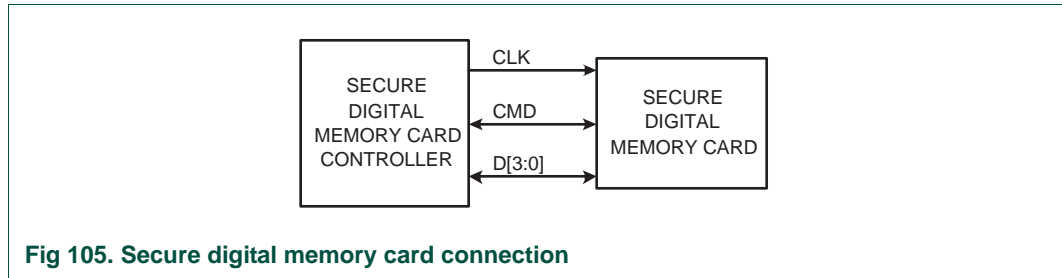 SECURE
DIGITAL
MEMORY CARD
CONTROLLER
CLK
CMD
D[3:0]
SECURE
DIGITAL
MEMORY CARD
Fig 105. Secure digital memory card connection